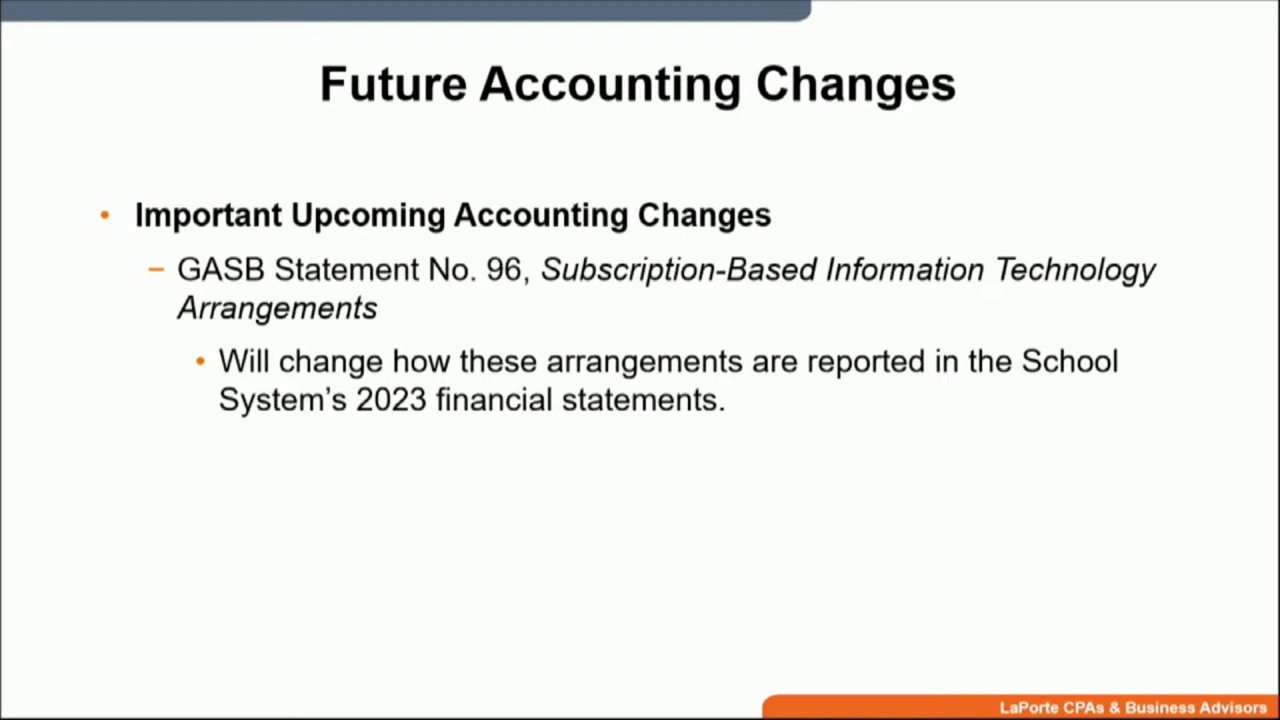 Future Accounting Changes
• Important Upcoming Accounting Changes
– GASB Statement No. 96, Subscription-Based Information Technology
Arrangements
• Will change how these arrangements are reported in the School
System’s 2023 financial statements.
LaPorte CPAs & Business Advisors